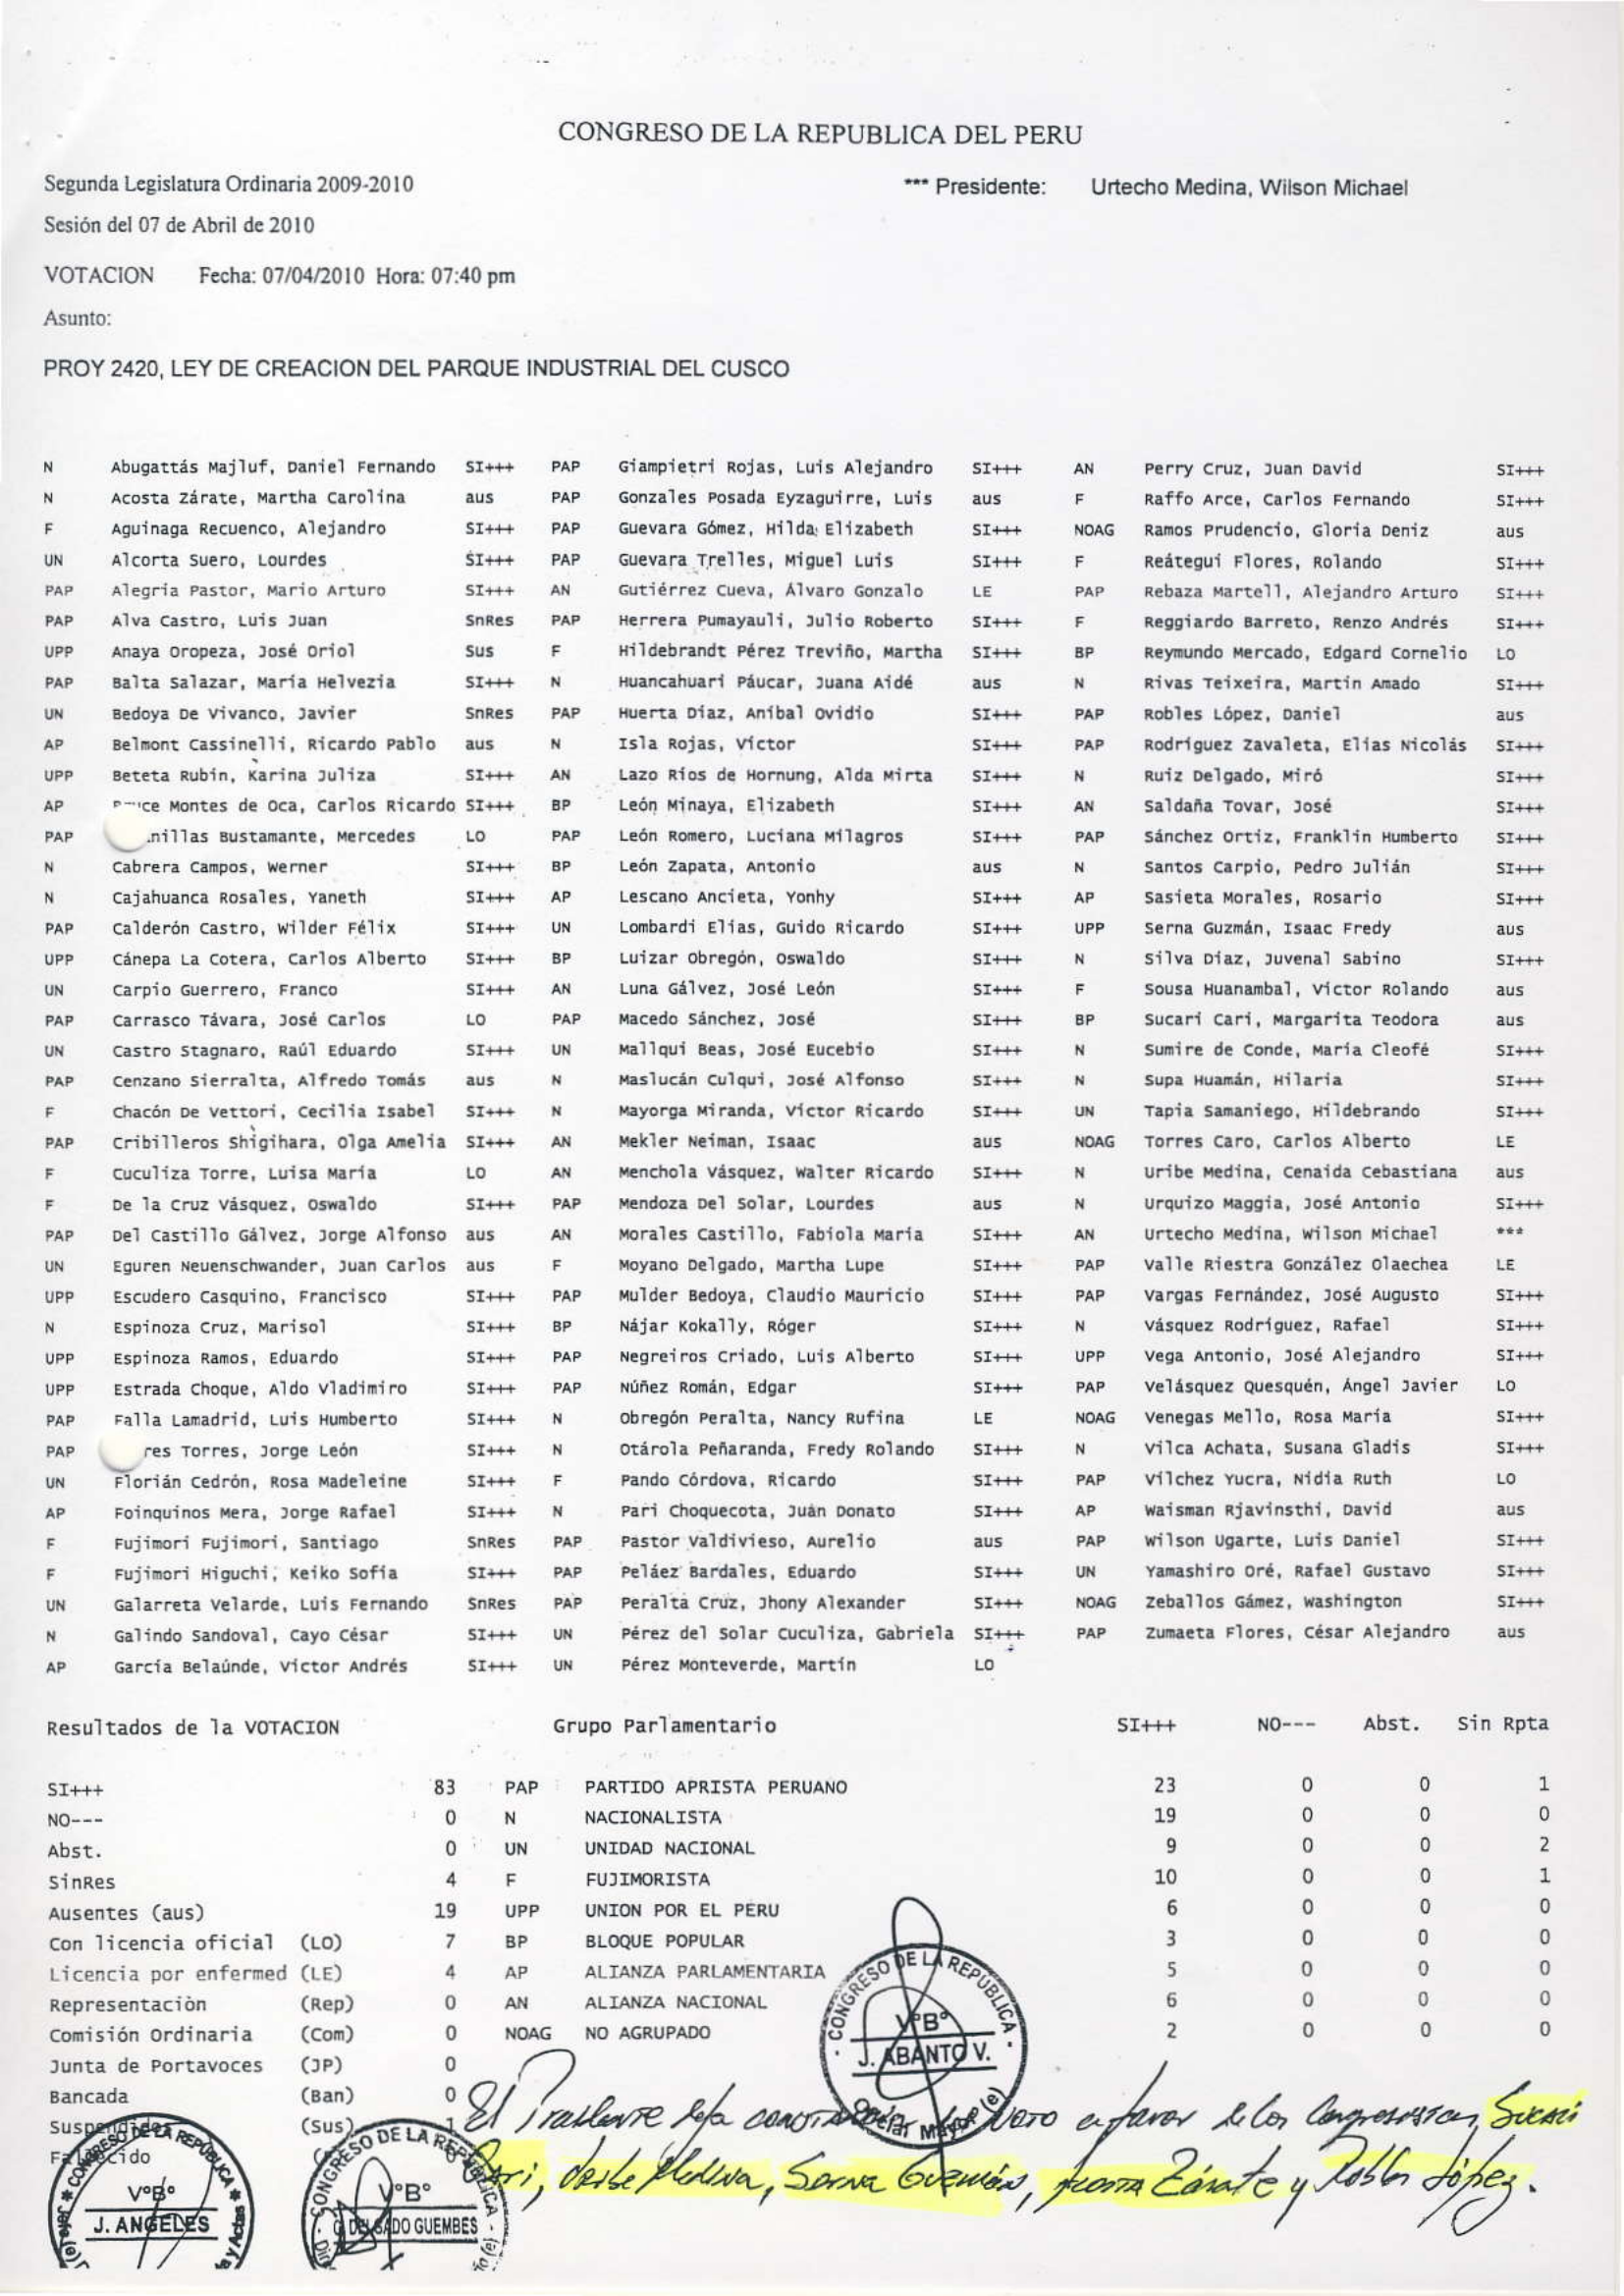 CONGRESO DE LA REPUBLICA DEL PERU
Segunda Legislatura Ordinaria 2009-2010 *** Presidente: Urtecho Medina, Wilson Michael
Sesión del 07 de Abril de 2010
VOTACION Fecha: 07/04/2010 Hora: 07:40 pm
Asunto:
PROY 2420, LEY DE CREACION DEL PARQUE INDUSTRIAL DEL CUSCO
N Abugattás Majluf, Daniel Fernando SI+++ PAP Giampietri Rojas, Luis Alejandro SI+++ AN Perry Cruz, Juan David SI+++
N Acosta Zárate, Martha Carolina aus PAP Gonzales Posada Eyzaguirre, Luis aus F Raffo Arce, Carlos Fernando SI+++
F Aguinaga Recuenco, Alejandro SI+++ PAP Guevara Gómez, Hilda Elizabeth SI+++ NOAG Ramos Prudencio, Gloria Deniz aus
UN Alcorta Suero, Lourdes SI+++ PAP Guevara Trelles, Miguel Luis SI+++ F Reátegui Flores, Rolando SI+++
PAP Alegría Pastor, Mario Arturo SI+++ AN Gutiérrez Cueva, Álvaro Gonzalo LE PAP Rebaza Martell, Alejandro Arturo SI+++
PAP Alva Castro, Luis Juan SnRes PAP Herrera Pumayauli, Julio Roberto SI+++ F Reggiardo Barreto, Renzo Andrés SI+++
UPP Anaya Oropeza, José Oriol Sus F Hildebrandt Pérez Treviño, Martha SI+++ BP Reymundo Mercado, Edgard Cornelio LO
PAP Balta Salazar, María Helvezia SI+++ N Huancahuari Páucar, Juana Aidé aus N Rivas Teixeira, Martín Amado SI+++
UN Bedoya De Vivanco, Javier SnRes PAP Huerta Díaz, Aníbal Ovidio SI+++ PAP Robles López, Daniel aus
AP Belmont Cassinelli, Ricardo Pablo aus N Isla Rojas, Víctor SI+++ PAP Rodríguez Zavaleta, Elías Nicolás SI+++
UPP Beteta Rubín, Karina Juliza SI+++ AN Lazo Ríos de Hornung, Alda Mirta SI+++ N Ruiz Delgado, Miró SI+++
AP Montes de Oca, Carlos Ricardo SI+++ BP León Minaya, Elizabeth SI+++ AN Saldaña Tovar, José SI+++
PAP nillas Bustamante, Mercedes LO PAP León Romero, Luciana Milagros SI+++ PAP Sánchez Ortiz, Franklin Humberto SI+++
N Cabrera Campos, Werner SI+++ BP León Zapata, Antonio aus N Santos Carpio, Pedro Julián SI+++
N Cajahuanca Rosales, Yaneth SI+++ AP Lescano Ancieta, Yonhy SI+++ AP Sasieta Morales, Rosario SI+++
PAP Calderón Castro, Wilder Félix SI+++ UN Lombardi Elías, Guido Ricardo SI+++ UPP Serna Guzmán, Isaac Fredy aus
UPP Cánepa La Cotera, Carlos Alberto SI+++ BP Luizar Obregón, Oswaldo SI+++ N Silva Díaz, Juvenal Sabino SI+++
UN Carpio Guerrero, Franco SI+++ AN Luna Gálvez, José León SI+++ F Sousa Huanambal, Víctor Rolando aus
PAP Carrasco Távara, José Carlos LO PAP Macedo Sánchez, José SI+++ BP Sucari Cari, Margarita Teodora aus
UN Castro Stagnaro, Raúl Eduardo SI+++ UN Mallqui Beas, José Eucebio SI+++ N Sumire de Conde, María Cleofé SI+++
PAP Cenzano Sierralta, Alfredo Tomás aus N Maslucán Culqui, José Alfonso SI+++ N Supa Huamán, Hilaria SI+++
F Chacón De Vettori, Cecilia Isabel SI+++ N Mayorga Miranda, Víctor Ricardo SI+++ UN Tapia Samaniego, Hildebrando SI+++
PAP Cribilleros Shigihara, Olga Amelia SI+++ AN Mekler Neiman, Isaac aus NOAG Torres Caro, Carlos Alberto LE
F Cuculiza Torre, Luisa María LO AN Menchola Vásquez, Walter Ricardo SI+++ N Uribe Medina, Cenaida Cebastiana aus
F De la Cruz Vásquez, Oswaldo SI+++ PAP Mendoza Del Solar, Lourdes aus N Urquizo Maggia, José Antonio SI+++
PAP Del Castillo Gálvez, Jorge Alfonso aus AN Morales Castillo, Fabiola María SI+++ AN Urtecho Medina, Wilson Michael ***
UN Eguren Neuenschwander, Juan Carlos aus F Moyano Delgado, Martha Lupe SI+++ PAP Valle Riestra González Olaechea LE
UPP Escudero Casquino, Francisco SI+++ PAP Mulder Bedoya, Claudio Mauricio SI+++ PAP Vargas Fernández, José Augusto SI+++
N Espinoza Cruz, Marisol SI+++ BP Nájar Kokally, Róger SI+++ N Vásquez Rodríguez, Rafael SI+++
UPP Espinoza Ramos, Eduardo SI+++ PAP Negreiros Criado, Luis Alberto SI+++ UPP Vega Antonio, José Alejandro SI+++
UPP Estrada Choque, Aldo Vladimiro SI+++ PAP Núñez Román, Edgar SI+++ PAP Velásquez Quesquén, Ángel Javier LO
PAP Falla Lamadrid, Luis Humberto SI+++ N Obregón Peralta, Nancy Rufina LE NOAG Venegas Mello, Rosa María SI+++
PAP res Torres, Jorge León SI+++ N Otárola Peñaranda, Fredy Rolando SI+++ N Vilca Achata, Susana Gladis SI+++
UN Florián Cedrón, Rosa Madeleine SI+++ F Pando Córdova, Ricardo SI+++ PAP Vilchez Yucra, Nidia Ruth LO
AP Foinquinos Mera, Jorge Rafael SI+++ N Pari Choquecota, Juan Donato SI+++ AP Waisman Rjavinsthi, David aus
F Fujimori Fujimori, Santiago SnRes PAP Pastor Valdivieso, Aurelio aus PAP Wilson Ugarte, Luis Daniel SI+++
F Fujimori Higuchi, Keiko Sofía SI+++ PAP Peláez Bardales, Eduardo SI+++ UN Yamashiro Oré, Rafael Gustavo SI+++
UN Galarreta Velarde, Luis Fernando SnRes PAP Peralta Cruz, Jhony Alexander SI+++ NOAG Zeballos Gámez, Washington SI+++
N Galindo Sandoval, Cayo César SI+++ UN Pérez del Solar Cuculiza, Gabriela SI+++ PAP Zumaeta Flores, César Alejandro aus
AP García Belaúnde, Víctor Andrés SI+++ UN Pérez Monteverde, Martín LO
Resultados de la VOTACION Grupo Parlamentario SI+++ NO--- Abst. Sin Rpta
SI+++ 83 PAP PARTIDO APRISTA PERUANO 23 0 0 1
NO--- 0 N NACIONALISTA 19 0 0 0
Abst. 0 UN UNIDAD NACIONAL 9 0 0 2
SinRes 4 F FUJIMORISTA 10 0 0 1
Ausentes (aus) 19 UPP UNION POR EL PERU 6 0 0 0
Con licencia oficial (LO) 7 BP BLOQUE POPULAR 3 0 0 0
Licencia por enfermed (LE) 4 AP ALIANZA PARLAMENTARIA 5 0 0 0
Representaciòn (Rep) 0 AN ALIANZA NACIONAL 6 0 0 0
Comisión Ordinaria (Com) 0 NOAG NO AGRUPADO 2 0 0 0
Junta de Portavoces (JP) 0
Bancada (Ban) 0
Suspendidos (Sus) 1
CONGRESO DE LA REPÚBLICA
VºBº
J. ABANTO V.
Oficial Mayor (e)
El deja voto a favor de los Congresistas Sucari
Cari, Uribe Medina, Serna Guzmán, Acosta Zárate y Robles López.
CONGRESO DE LA REPÚBLICA
VºBº
J. ANGELES
CONGRESO DE LA REPÚBLICA
VºBº
DELGADO GUEMBES